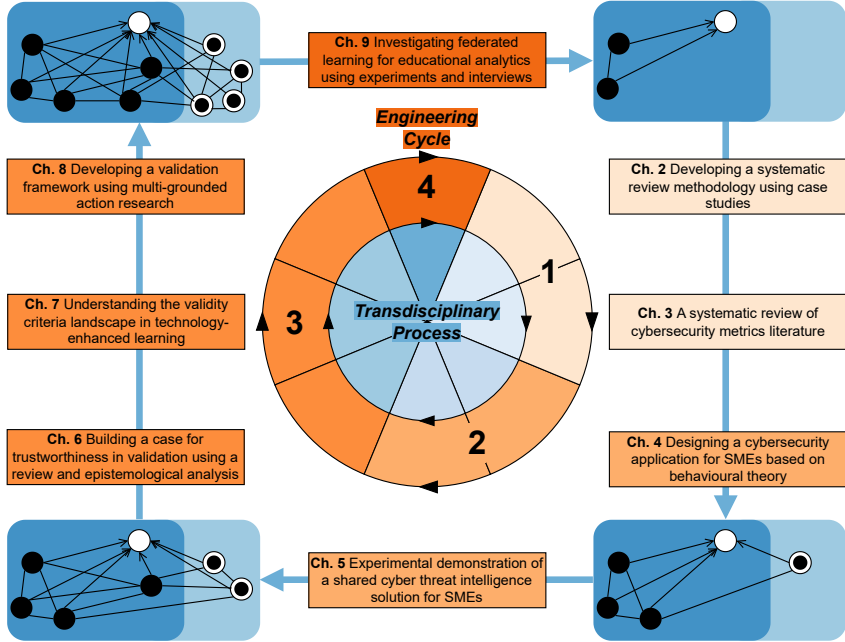 Ch. 9 Investigating federated
learning for educational analytics
using experiments and interviews
Engineering
Cycle
Ch. 8 Developing a validation
framework using multi-grounded
action research
Ch. 2 Developing a systematic
review methodology using case
studies
4
1
Ch. 7 Understanding the validity
criteria landscape in technology-
enhanced learning
3
Transdisciplinary
Process
Ch. 3 A systematic review of
cybersecurity metrics literature
2
Ch. 6 Building a case for
trustworthiness in validation using a
review and epistemological analysis
Ch. 4 Designing a cybersecurity
application for SMEs based on
behavioural theory
Ch. 5 Experimental demonstration of
a shared cyber threat intelligence
solution for SMEs